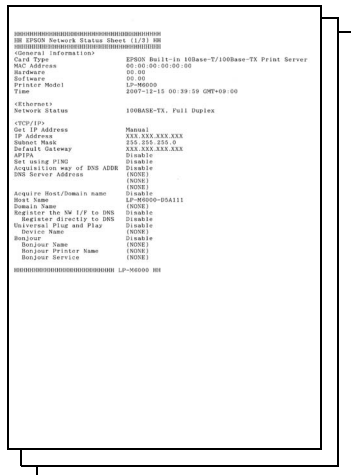 HH EPSON Network Status Sheet (1/3) HH
<General Information>
Card Type EPSON Built-in 10Base-T/100Base-TX Print Server
MAC Address 00:00:00:00:00:00
Hardware 00.00
Software 00.00
Printer Model LP-M6000
Time 2007-12-15 00:39:59 GMT+09:00
<Ethernet>
Network Status 100BASE-TX, Full Duplex
<TCP/IP>
Get IP Address Manual
IP Address XXX.XXX.XXX.XXX
Subnet Mask 255.255.255.0
Default Gateway XXX.XXX.XXX.XXX
APIPA Disable
Set using PING Disable
Acquisition way of DNS ADDR Disable
DNS Server Address (NONE)
(NONE)
(NONE)
Acquire Host/Domain name Disable
Host Name LP-M6000-D5A111
Domain Name (NONE)
Register the NW I/F to DNS Disable
Register directly to DNS Disable
Universal Plug and Play Disable
Device Name (NONE)
Bonjour Disable
Bonjour Name (NONE)
Bonjour Printer Name (NONE)
Bonjour Service (NONE)
LP-M6000 HH